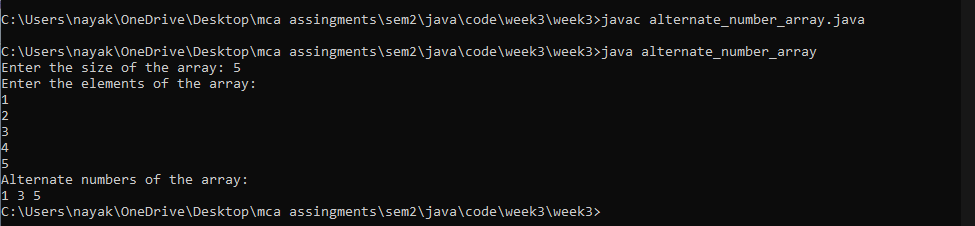 C:\Users\nayak\OneDrive\Desktop\mca assingments\sem2\java\code\week3\week3>javac alternate_number_array.java
C:\Users\nayak\OneDrive\Desktop\mca assingments\sem2\java\code\week3\week3>java alternate_number_array
Enter the size of the array: 5
Enter the elements of the array:
1
2
3
4
5
Alternate numbers of the array:
1 3 5
C:\Users\nayak\OneDrive\Desktop\mca assingments\sem2\java\code\week3\week3>